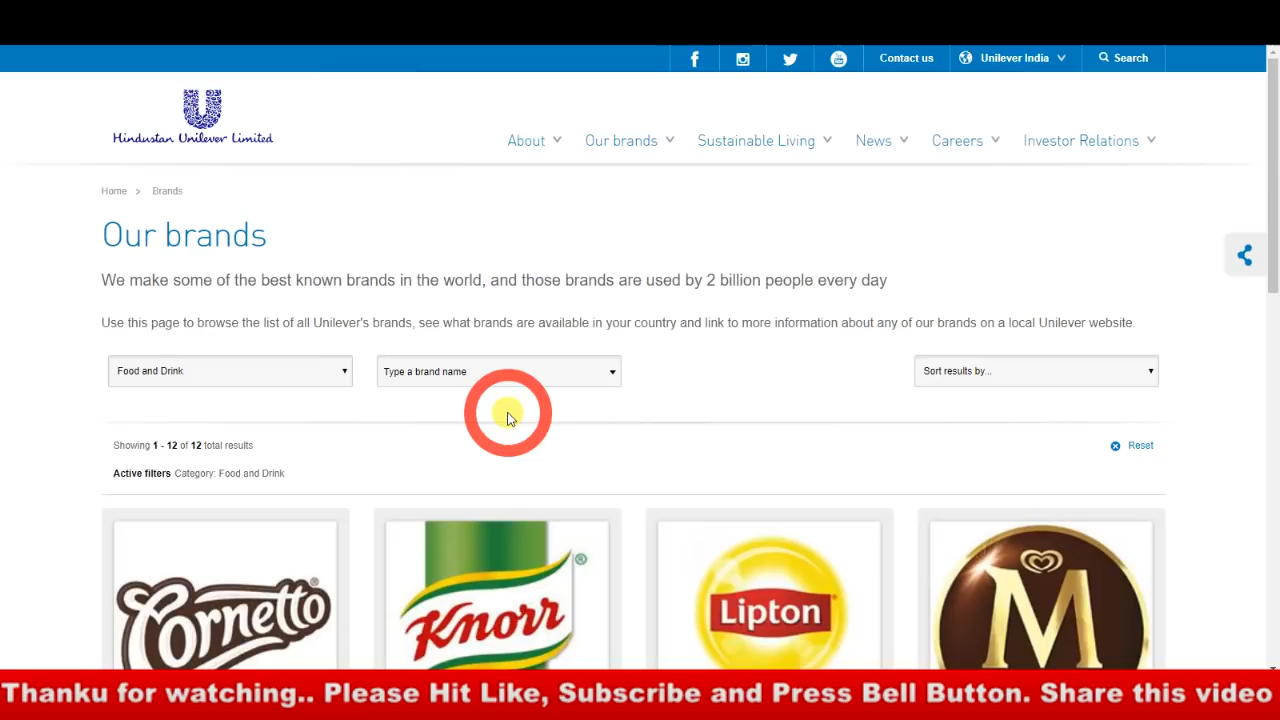 f
You Tube
Contact us
Unilever India
Search
Hindustan Unilever Limited
About
Our brands
Sustainable Living
News
Careers
Investor Relations
Home > Brands
Our brands
We make some of the best known brands in the world, and those brands are used by 2 billion people every day
Use this page to browse the list of all Unilever's brands, see what brands are available in your country and link to more information about any of our brands on a local Unilever website.
Food and Drink
Type a brand name
Sort results by...
Showing 1 - 12 of 12 total results
Reset
Active filters Category: Food and Drink
Cornetto®
Knorr®
Lipton®
M
Thanku for watching.. Please Hit Like, Subscribe and Press Bell Button. Share this video